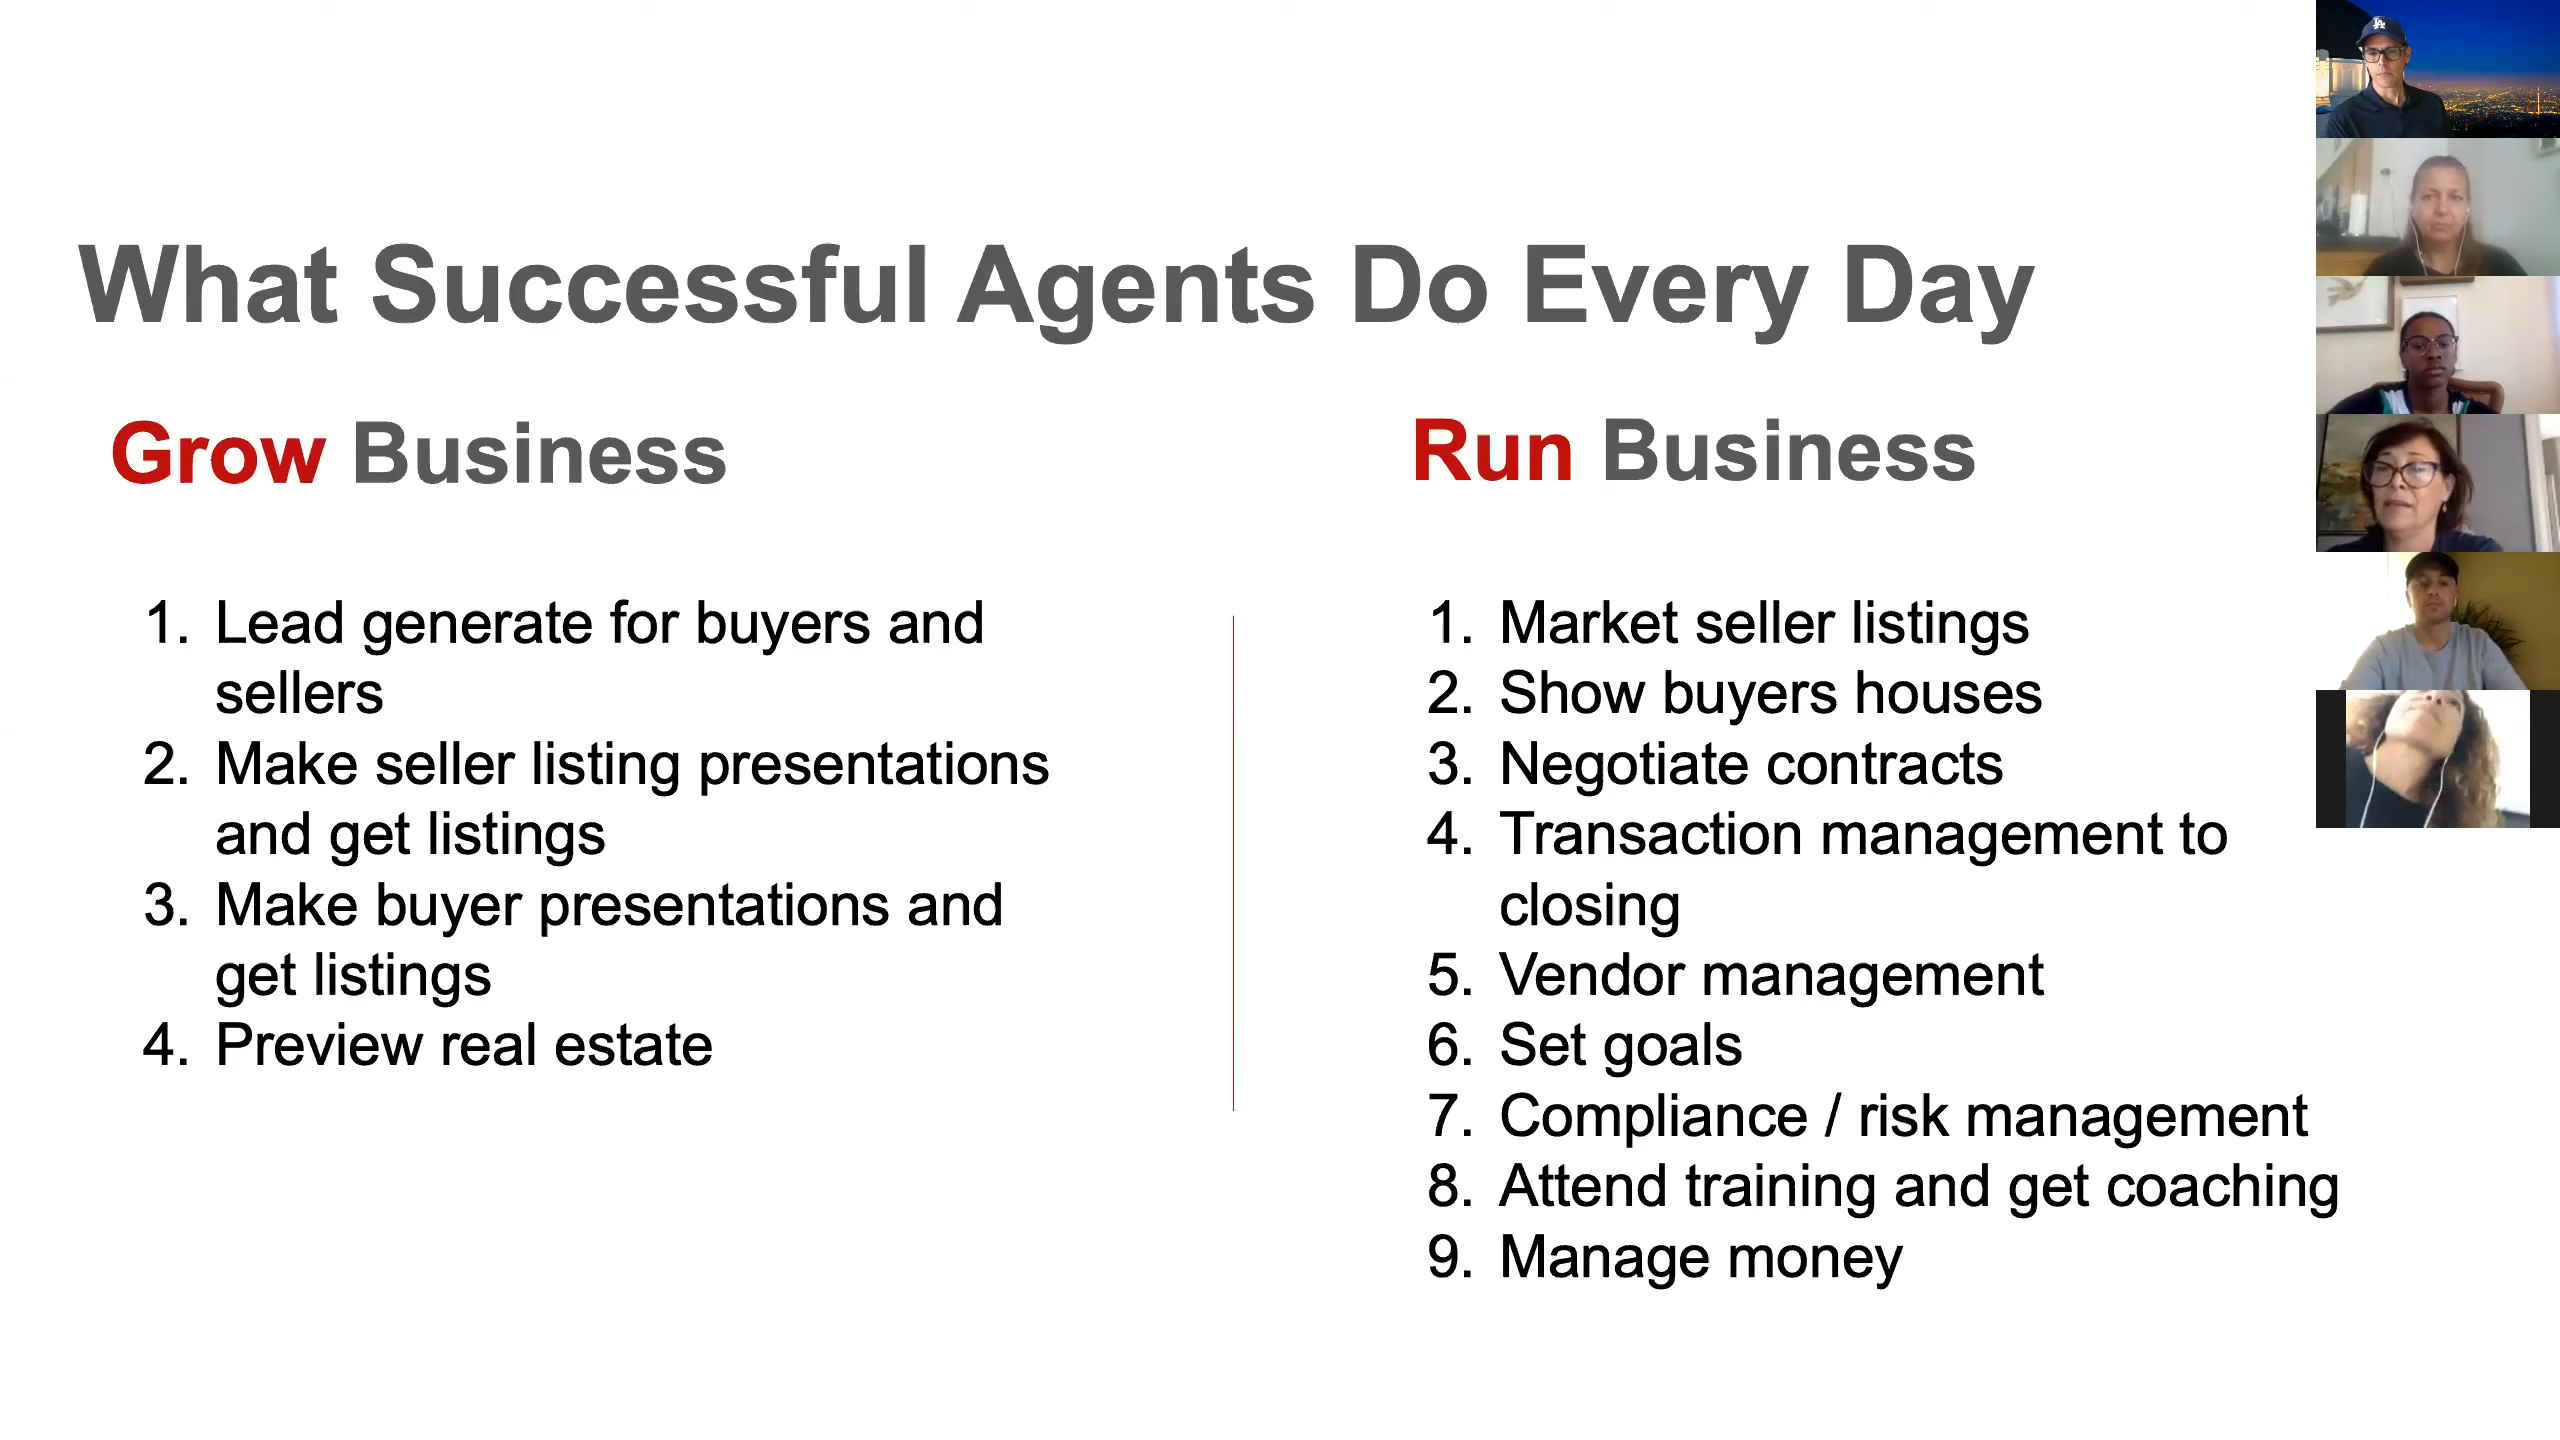 What Successful Agents Do Every Day
Grow Business
1. Lead generate for buyers and
sellers
2. Make seller listing presentations
and get listings
3. Make buyer presentations and
get listings
4. Preview real estate
Run Business
1. Market seller listings
2. Show buyers houses
3. Negotiate contracts
4. Transaction management to
closing
5. Vendor management
6. Set goals
7. Compliance / risk management
8. Attend training and get coaching
9. Manage money
LA